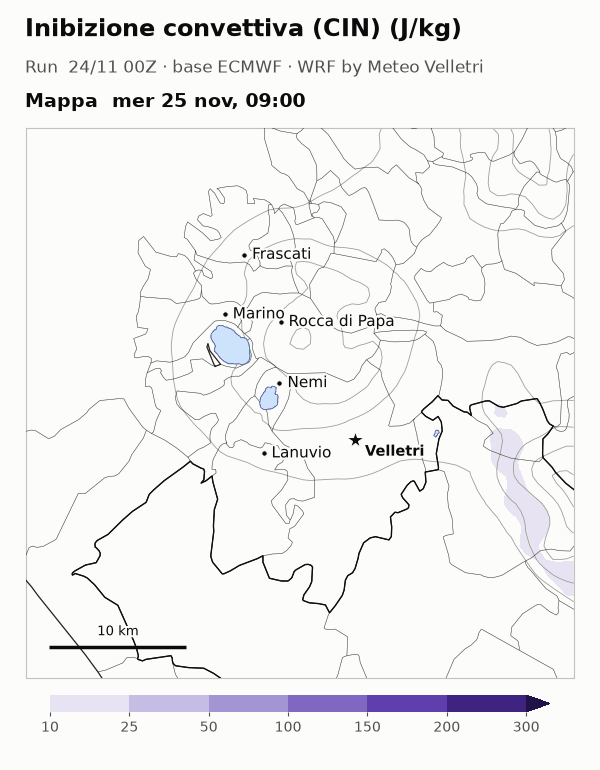 Inibizione convettiva (CIN) (J/kg)
Run 24/11 00Z · base ECMWF · WRF by Meteo Velletri
Mappa mer 25 nov, 09:00
Frascati
Marino
Rocca di Papa
Nemi
Velletri
Lanuvio
10 km
10 25 50 100 150 200 300